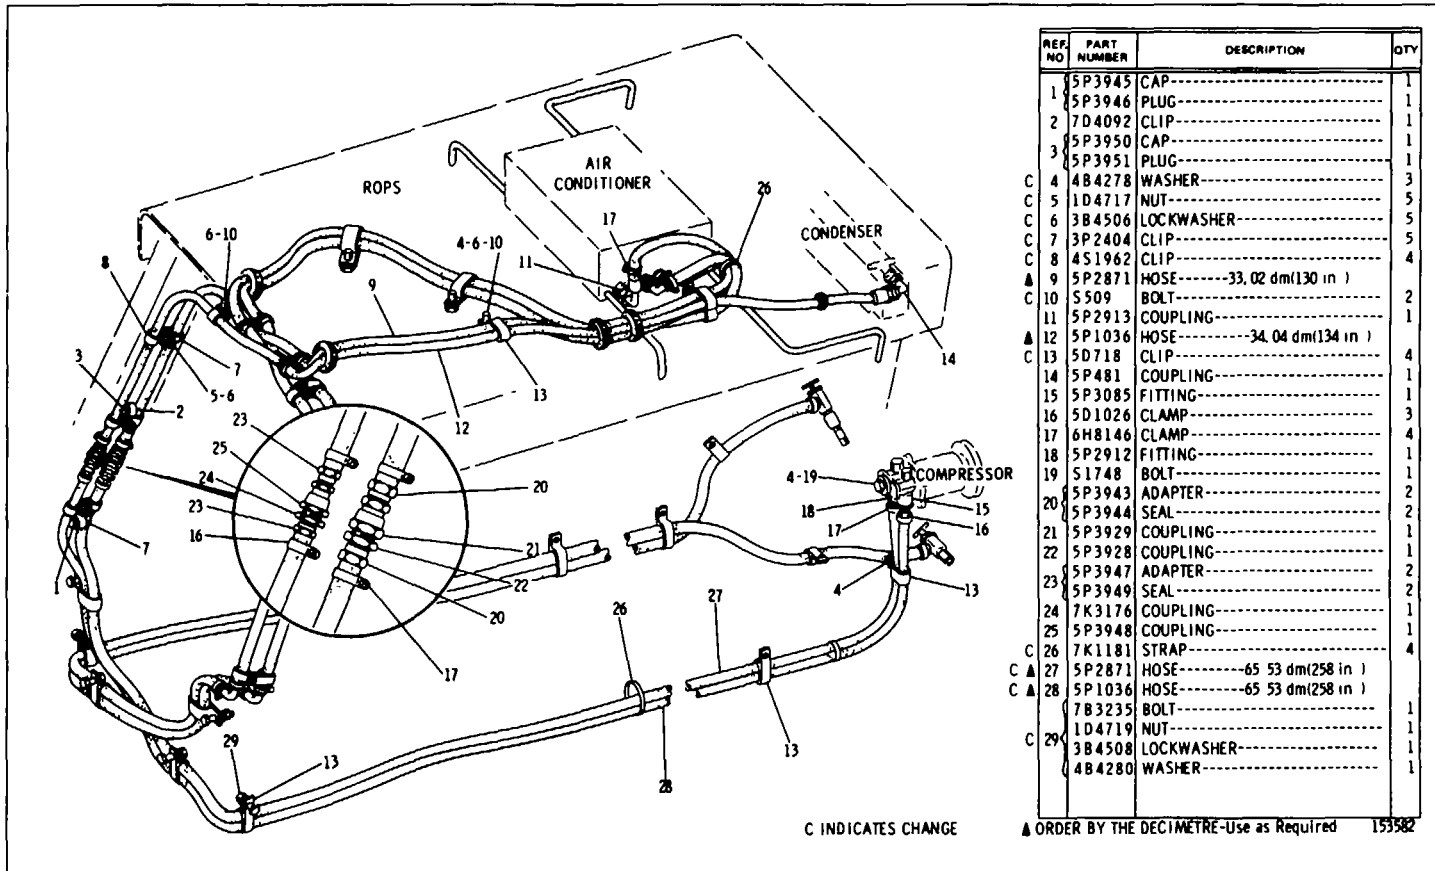 ROPS
AIR
CONDITIONER
CONDENSER
COMPRESSOR
6-10
4-6-10
17
26
8
11
9
3
7
5-6
2
14
13
12
23
25
24
23
16
20
21
22
20
17
4-19
18
17
15
16
4
13
7
1
26
27
13
29
13
28
REF. NO PART NUMBER DESCRIPTION QTY
1 5P3945 CAP 1
5P3946 PLUG 1
2 7D4092 CLIP 1
3 5P3950 CAP 1
5P3951 PLUG 1
C 4 4B4278 WASHER 3
C 5 1D4717 NUT 5
C 6 3B4506 LOCKWASHER 5
C 7 3P2404 CLIP 5
C 8 4S1962 CLIP 4
▲ 9 5P2871 HOSE-------33.02 dm(130 in )
C 10 S509 BOLT 2
11 5P2913 COUPLING 1
▲ 12 5P1036 HOSE---------34.04 dm(134 in )
C 13 5D718 CLIP 4
14 5P481 COUPLING 1
15 5P3085 FITTING 1
16 5D1026 CLAMP 3
17 6H8146 CLAMP 4
18 5P2912 FITTING 1
19 S1748 BOLT 1
20 5P3943 ADAPTER 2
5P3944 SEAL 2
21 5P3929 COUPLING 1
22 5P3928 COUPLING 1
23 5P3947 ADAPTER 2
5P3949 SEAL 2
24 7K3176 COUPLING 1
25 5P3948 COUPLING 1
C 26 7K1181 STRAP 4
C ▲ 27 5P2871 HOSE--------65 53 dm(258 in )
C ▲ 28 5P1036 HOSE--------65 53 dm(258 in )
C 29 7B3235 BOLT 1
1D4719 NUT 1
3B4508 LOCKWASHER 1
4B4280 WASHER 1
C INDICATES CHANGE
▲ ORDER BY THE DECIMETRE-Use as Required 153582